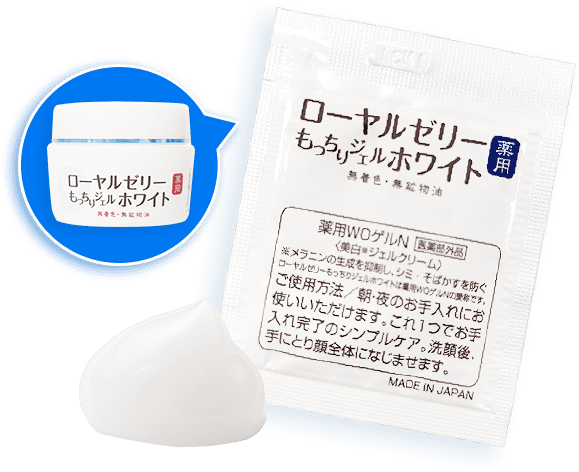 ローヤルゼリー
もっちりジェルホワイト
薬用
無着色・無鉱物油
ローヤルゼリー
もっちりジェルホワイト
薬用
無着色・無鉱物油
薬用WOゲルN 医薬部外品
〈美白※ジェルクリーム〉
※メラニンの生成を抑制し、シミ・そばかすを防ぐ
ローヤルゼリーもっちりジェルホワイトは薬用WOゲルNの愛称です。
ご使用方法／朝・夜のお手入れにお
使いいただけます。これ1つでお手
入れ完了のシンプルケア。洗顔後、
手にとり顔全体になじませます。
MADE IN JAPAN